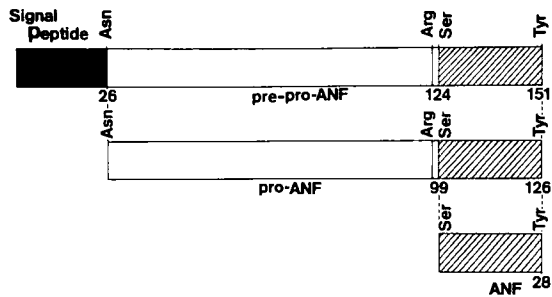 Signal
Peptide
Asn
Arg
Ser
Tyr
26
pre-pro-ANF
124
151
Asn
Arg
Ser
Tyr
pro-ANF
99
126
Ser
Tyr
ANF
28